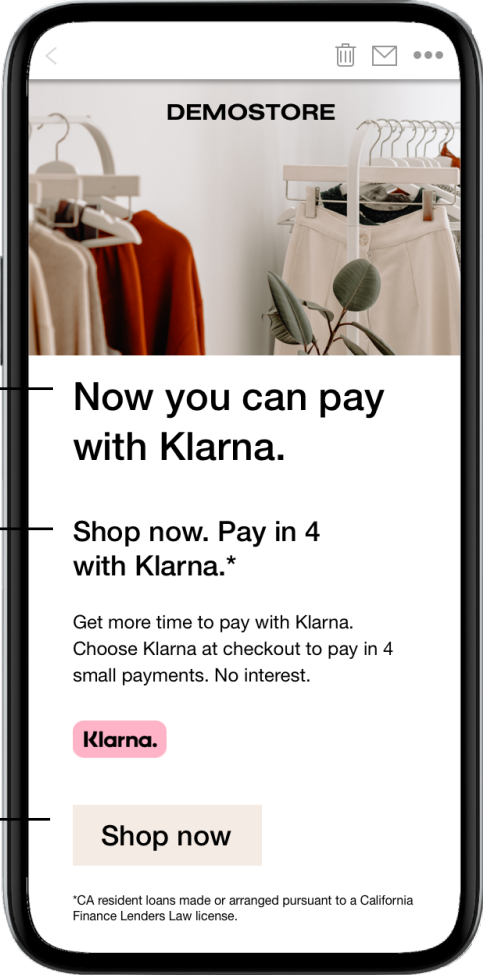 DEMOSTORE
Now you can pay
with Klarna.
Shop now. Pay in 4
with Klarna.*
Get more time to pay with Klarna.
Choose Klarna at checkout to pay in 4
small payments. No interest.
Klarna.
Shop now
*CA resident loans made or arranged pursuant to a California
Finance Lenders Law license.